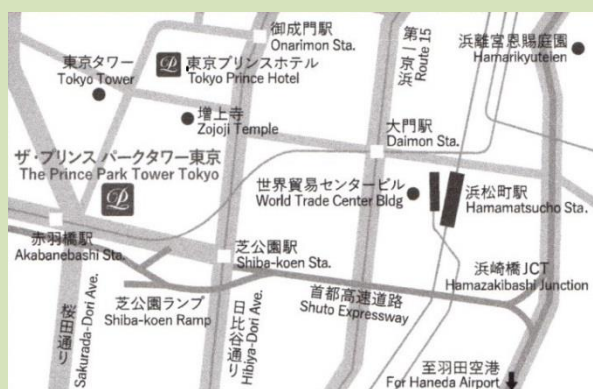 御成門駅
Onarimon Sta.
第一京浜
Route 15
浜離宮恩賜庭園
Hamarikyutelen
東京タワー
Tokyo Tower
東京プリンスホテル
Tokyo Prince Hotel
増上寺
Zojoji Temple
大門駅
Daimon Sta.
ザ・プリンス パークタワー東京
The Prince Park Tower Tokyo
世界貿易センタービル
World Trade Center Bldg
浜松町駅
Hamamatsucho Sta.
赤羽橋駅
Akabanebashi Sta.
芝公園駅
Shiba-koen Sta.
浜崎橋JCT
Hamazakibashi Junction
桜田通り
Sakurada-Dori Ave.
芝公園ランプ
Shiba-koen Ramp
日比谷通り
Hibiya-Dori Ave.
首都高速道路
Shuto Expressway
至羽田空港
For Haneda Airport